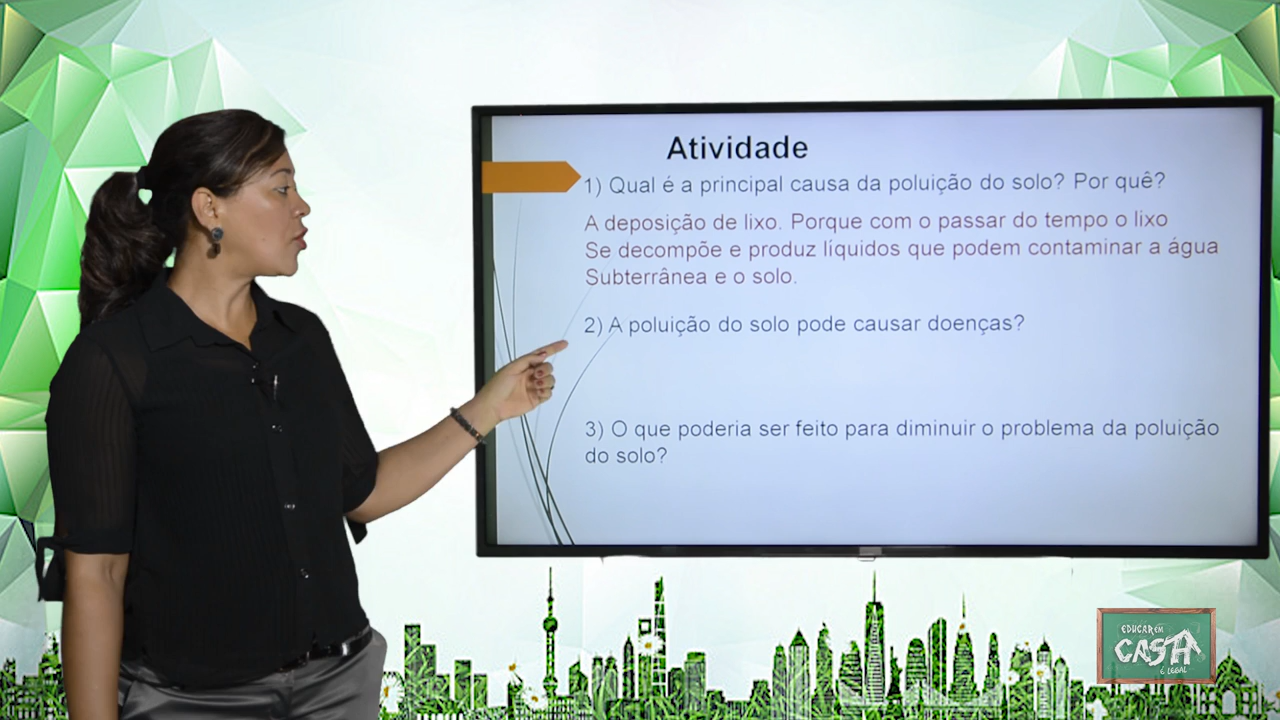 Atividade
1) Qual é a principal causa da poluição do solo? Por quê?
A deposição de lixo. Porque com o passar do tempo o lixo
Se decompõe e produz líquidos que podem contaminar a água
Subterrânea e o solo.
2) A poluição do solo pode causar doenças?
3) O que poderia ser feito para diminuir o problema da poluição
do solo?
EDUCAR EM
CASA
É LEGAL